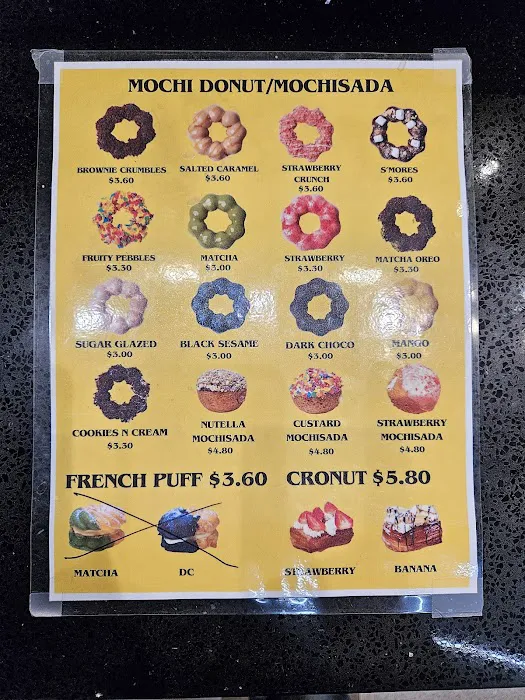 MOCHI DONUT/MOCHISADA
BROWNIE CRUMBLES
$3.60
SALTED CARAMEL
$3.60
STRAWBERRY
CRUNCH
$3.60
S'MORES
$3.60
FRUITY PEBBLES
$3.30
MATCHA
$3.00
STRAWBERRY
$3.30
MATCHA OREO
$3.30
SUGAR GLAZED
$3.00
BLACK SESAME
$3.00
DARK CHOCO
$3.00
MANGO
$3.00
COOKIES N CREAM
$3.30
NUTELLA
MOCHISADA
$4.80
CUSTARD
MOCHISADA
$4.80
STRAWBERRY
MOCHISADA
$4.80
FRENCH PUFF $3.60
CRONUT $5.80
MATCHA
DC
STRAWBERRY
BANANA